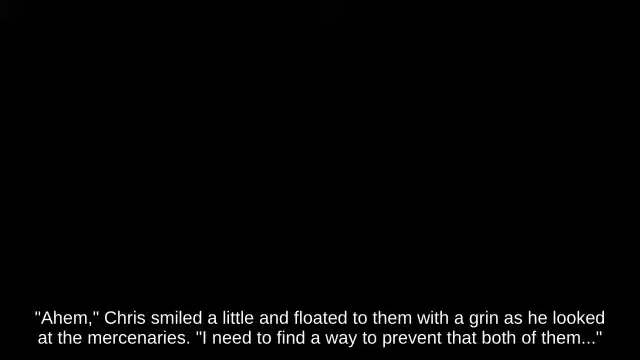 "Ahem," Chris smiled a little and floated to them with a grin as he looked
at the mercenaries. "I need to find a way to prevent that both of them..."